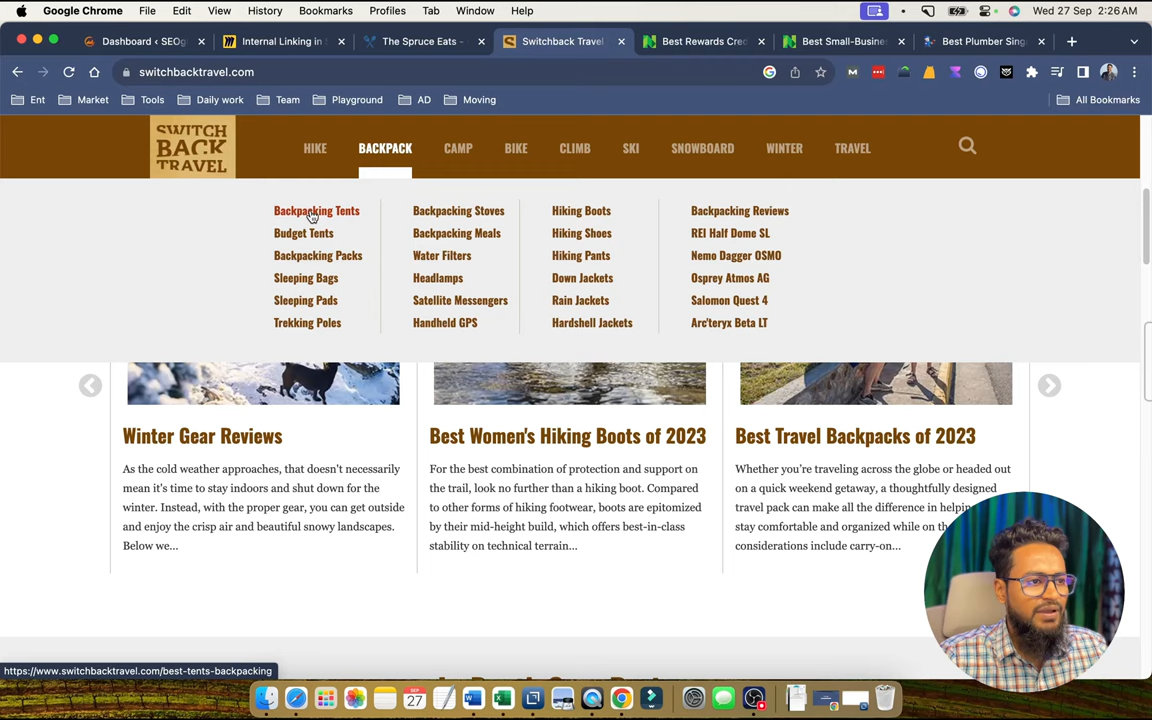 Google Chrome File Edit View History Bookmarks Profiles Tab Window Help Wed 27 Sep 2:26AM
Dashboard ‹ SEOg Internal Linking in The Spruce Eats - Switchback Travel Best Rewards Cre Best Small-Busine Best Plumber Sing
switchbacktravel.com
Ent Market Tools Daily work Team Playground AD Moving All Bookmarks
SWITCH
BACK
TRAVEL
HIKE BACKPACK CAMP BIKE CLIMB SKI SNOWBOARD WINTER TRAVEL
Backpacking Tents Backpacking Stoves Hiking Boots Backpacking Reviews
Budget Tents Backpacking Meals Hiking Shoes REI Half Dome SL
Backpacking Packs Water Filters Hiking Pants Nemo Dagger OSMO
Sleeping Bags Headlamps Down Jackets Osprey Atmos AG
Sleeping Pads Satellite Messengers Rain Jackets Salomon Quest 4
Trekking Poles Handheld GPS Hardshell Jackets Arc'teryx Beta LT
Winter Gear Reviews Best Women's Hiking Boots of 2023 Best Travel Backpacks of 2023
As the cold weather approaches, that doesn't necessarily For the best combination of protection and support on Whether you're traveling across the globe or headed out
mean it's time to stay indoors and shut down for the the trail, look no further than a hiking boot. Compared on a quick weekend getaway, a thoughtfully designed
winter. Instead, with the proper gear, you can get outside to other forms of hiking footwear, boots are epitomized travel pack can make all the difference in
and enjoy the crisp air and beautiful snowy landscapes. by their mid-height build, which offers best-in-class stay comfortable and organized while on
Below we... stability on technical terrain... considerations include carry-on...
https://www.switchbacktravel.com/best-tents-backpacking
SEP
27